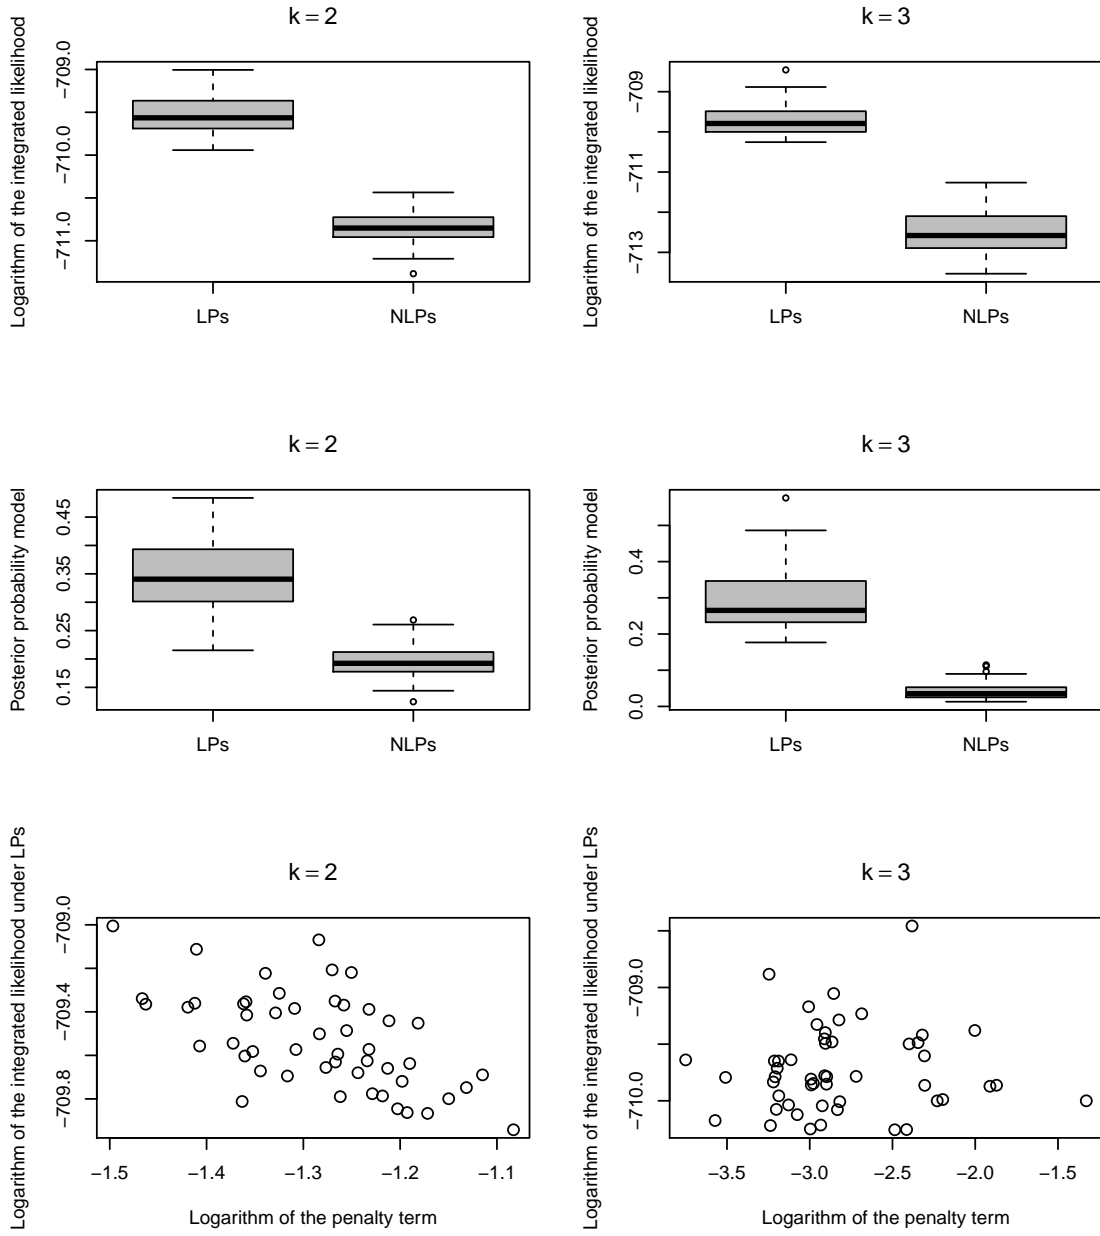 k = 2
Logarithm of the integrated likelihood
−709.0
−710.0
−711.0
LPs
NLPs
k = 3
Logarithm of the integrated likelihood
−709
−711
−713
LPs
NLPs
k = 2
Posterior probability model
0.45
0.35
0.25
0.15
LPs
NLPs
k = 3
Posterior probability model
0.4
0.2
0.0
LPs
NLPs
k = 2
Logarithm of the integrated likelihood under LPs
−709.0
−709.4
−709.8
−1.5
−1.4
−1.3
−1.2
−1.1
Logarithm of the penalty term
k = 3
Logarithm of the integrated likelihood under LPs
−709.0
−710.0
−3.5
−3.0
−2.5
−2.0
−1.5
Logarithm of the penalty term